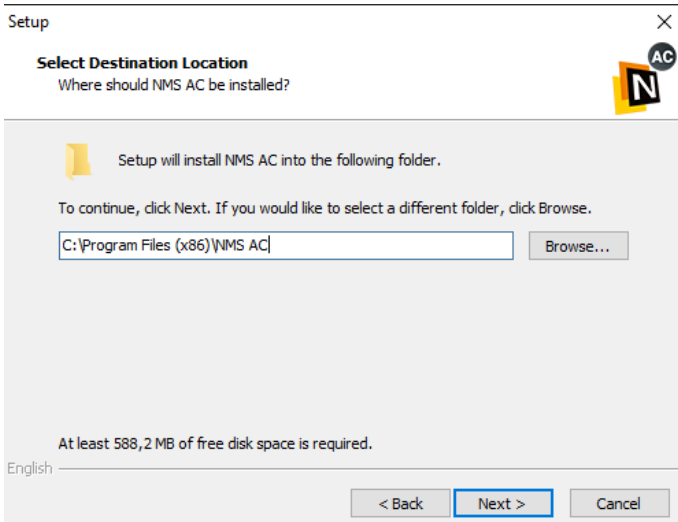 Setup
Select Destination Location
Where should NMS AC be installed?
AC
N
Setup will install NMS AC into the following folder.
To continue, click Next. If you would like to select a different folder, click Browse.
C:\Program Files (x86)\NMS AC
Browse...
At least 588,2 MB of free disk space is required.
English
< Back
Next >
Cancel